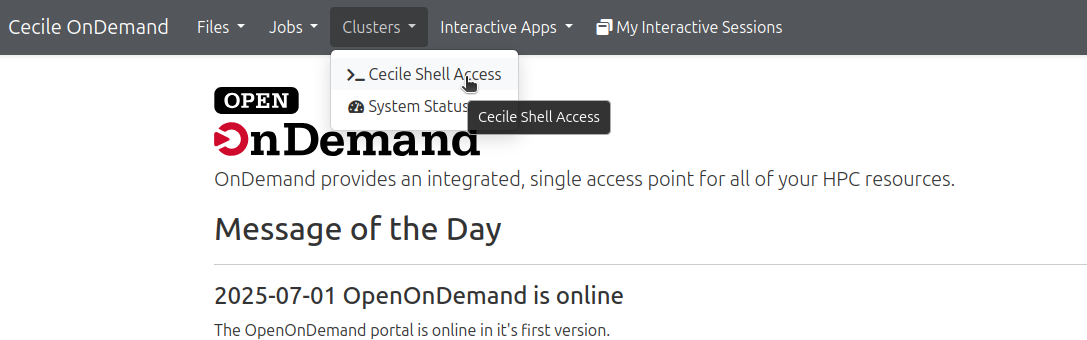 Cecile OnDemand Files Jobs Clusters Interactive Apps My Interactive Sessions
Cecile Shell Access
System Status
Cecile Shell Access
OPEN
OnDemand
OnDemand provides an integrated, single access point for all of your HPC resources.
Message of the Day
2025-07-01 OpenOnDemand is online
The OpenOnDemand portal is online in it's first version.